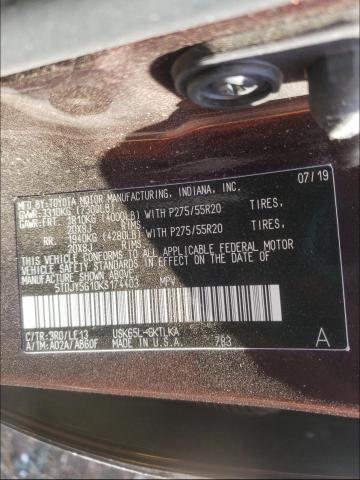 MFD.BY:TOYOTA MOTOR MANUFACTURING, INDIANA, INC. 07/19
GVWR: 3310KG (7300LB)
GAWR:FRT. 1810KG (4000LB) WITH P275/55R20 TIRES,
20X8J RIMS
RR. 1940KG (4280LB) WITH P275/55R20 TIRES,
20X8J RIMS
THIS VEHICLE CONFORMS TO ALL APPLICABLE FEDERAL MOTOR
VEHICLE SAFETY STANDARDS IN EFFECT ON THE DATE OF
MANUFACTURE SHOWN ABOVE.
5TDJY5G10KS174403 MPV
C/TR:3R0/LF13 USK65L-GKTLKA
A/TM:A02A/AB60F MADE IN U.S.A. 783 A